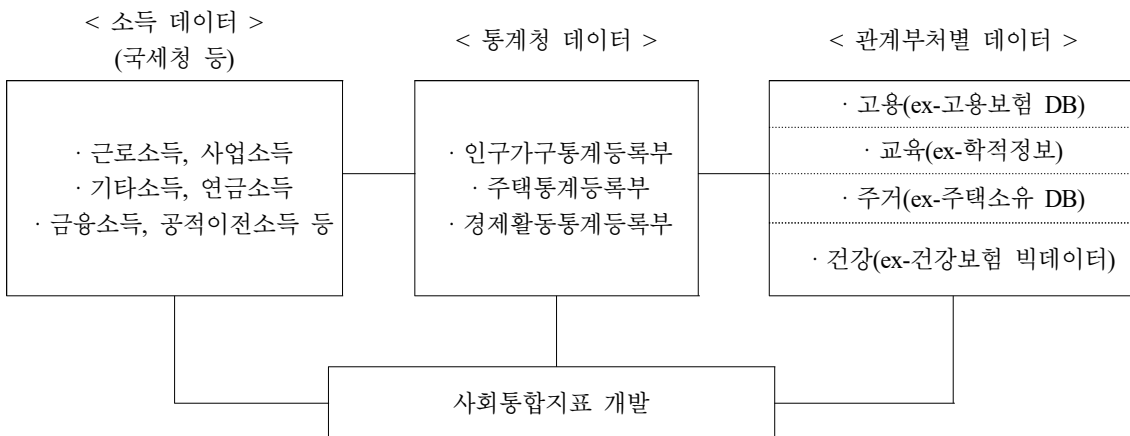 < 소득 데이터 >
(국세청 등)
· 근로소득, 사업소득
· 기타소득, 연금소득
· 금융소득, 공적이전소득 등
< 통계청 데이터 >
· 인구가구통계등록부
· 주택통계등록부
· 경제활동통계등록부
< 관계부처별 데이터 >
· 고용(ex-고용보험 DB)
· 교육(ex-학적정보)
· 주거(ex-주택소유 DB)
· 건강(ex-건강보험 빅데이터)
사회통합지표 개발